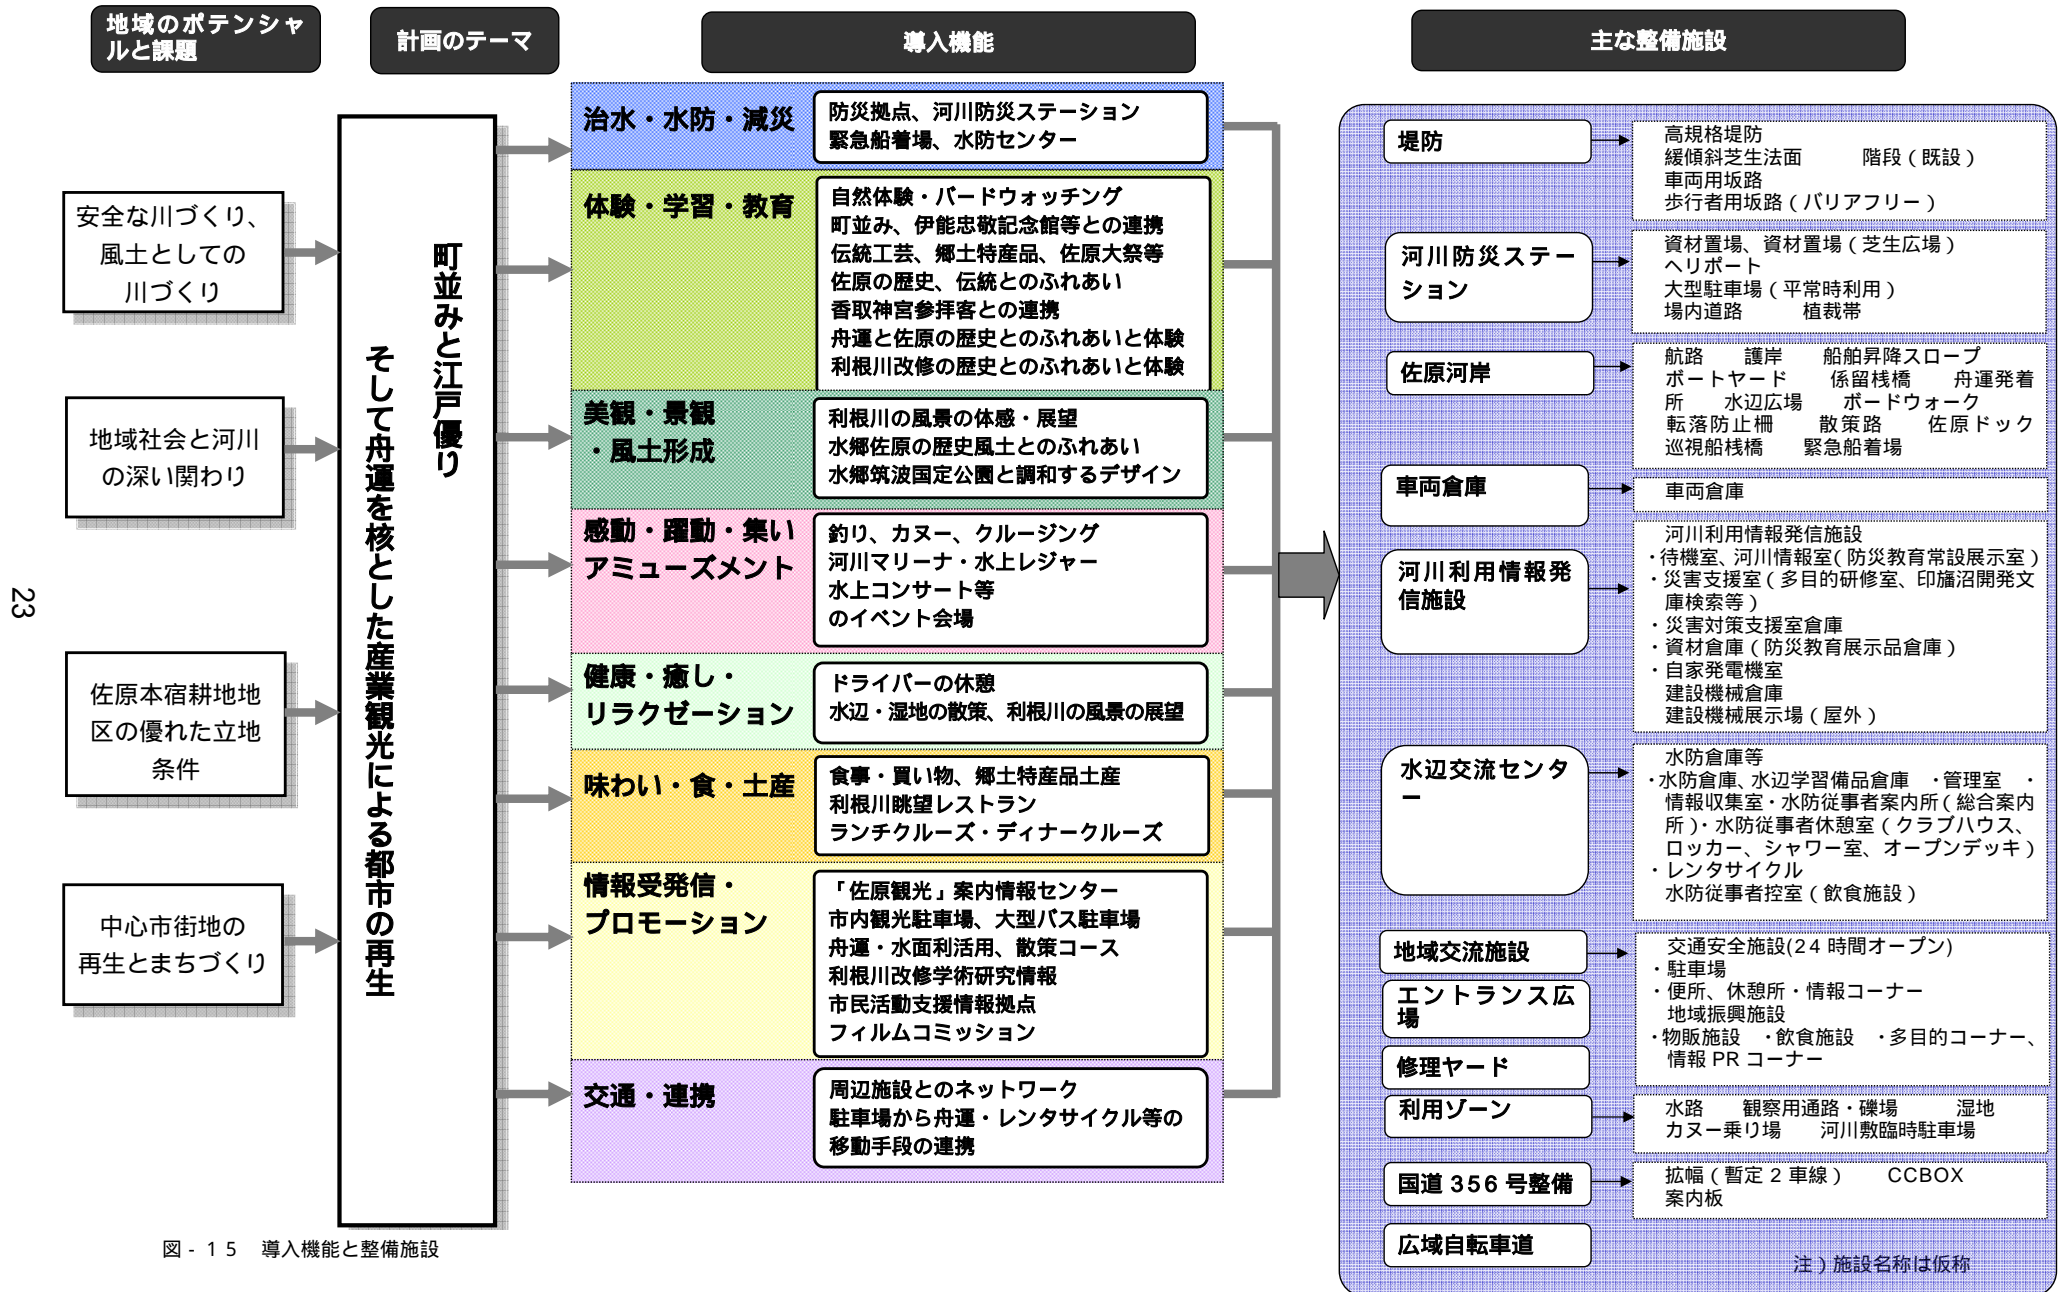 地域のポテンシャ
ルと課題
計画のテーマ
導入機能
主な整備施設
安全な川づくり、
風土としての
川づくり
地域社会と河川
の深い関わり
佐原本宿耕地地
区の優れた立地
条件
中心市街地の
再生とまちづくり
町並みと江戸優り
そして舟運を核とした産業観光による都市の再生
治水・水防・減災
防災拠点、河川防災ステーション
緊急船着場、水防センター
体験・学習・教育
自然体験・バードウォッチング
町並み、伊能忠敬記念館等との連携
伝統工芸、郷土特産品、佐原大祭等
佐原の歴史、伝統とのふれあい
香取神宮参拝客との連携
舟運と佐原の歴史とのふれあいと体験
利根川改修の歴史とのふれあいと体験
美観・景観
・風土形成
利根川の風景の体感・展望
水郷佐原の歴史風土とのふれあい
水郷筑波国定公園と調和するデザイン
感動・躍動・集い
アミューズメント
釣り、カヌー、クルージング
河川マリーナ・水上レジャー
水上コンサート等
のイベント会場
健康・癒し・
リラクゼーション
ドライバーの休憩
水辺・湿地の散策、利根川の風景の展望
味わい・食・土産
食事・買い物、郷土特産品土産
利根川眺望レストラン
ランチクルーズ・ディナークルーズ
情報受発信・
プロモーション
「佐原観光」案内情報センター
市内観光駐車場、大型バス駐車場
舟運・水面利活用、散策コース
利根川改修学術研究情報
市民活動支援情報拠点
フィルムコミッション
交通・連携
周辺施設とのネットワーク
駐車場から舟運・レンタサイクル等の
移動手段の連携
堤防
高規格堤防
緩傾斜芝生法面　　　階段（既設）
車両用坂路
歩行者用坂路（バリアフリー）
河川防災ステー
ション
資材置場、資材置場（芝生広場）
ヘリポート
大型駐車場（平常時利用）
場内道路　　　植栽帯
佐原河岸
航路　　護岸　　船舶昇降スロープ
ボートヤード　　係留桟橋　　舟運発着
所　　水辺広場　　ボードウォーク
転落防止柵　　散策路　　佐原ドック
巡視船桟橋　　緊急船着場
車両倉庫
車両倉庫
河川利用情報発
信施設
河川利用情報発信施設
・待機室、河川情報室（防災教育常設展示室）
・災害支援室（多目的研修室、印旛沼開発文
庫検索等）
・災害対策支援室倉庫
・資材倉庫（防災教育展示品倉庫）
・自家発電機室
建設機械倉庫
建設機械展示場（屋外）
水辺交流センタ
ー
水防倉庫等
・水防倉庫、水辺学習備品倉庫　・管理室　・
情報収集室・水防従事者案内所（総合案内
所）・水防従事者休憩室（クラブハウス、
ロッカー、シャワー室、オープンデッキ）
・レンタサイクル
水防従事者控室（飲食施設）
地域交流施設
交通安全施設(24時間オープン)
・駐車場
・便所、休憩所・情報コーナー
地域振興施設
・物販施設　・飲食施設　・多目的コーナー、
情報PRコーナー
エントランス広
場
修理ヤード
利用ゾーン
水路　　観察用通路・礫場　　　湿地
カヌー乗り場　　河川敷臨時駐車場
国道356号整備
拡幅（暫定2車線）　　CCBOX
案内板
広域自転車道
注）施設名称は仮称
図-15　導入機能と整備施設
23